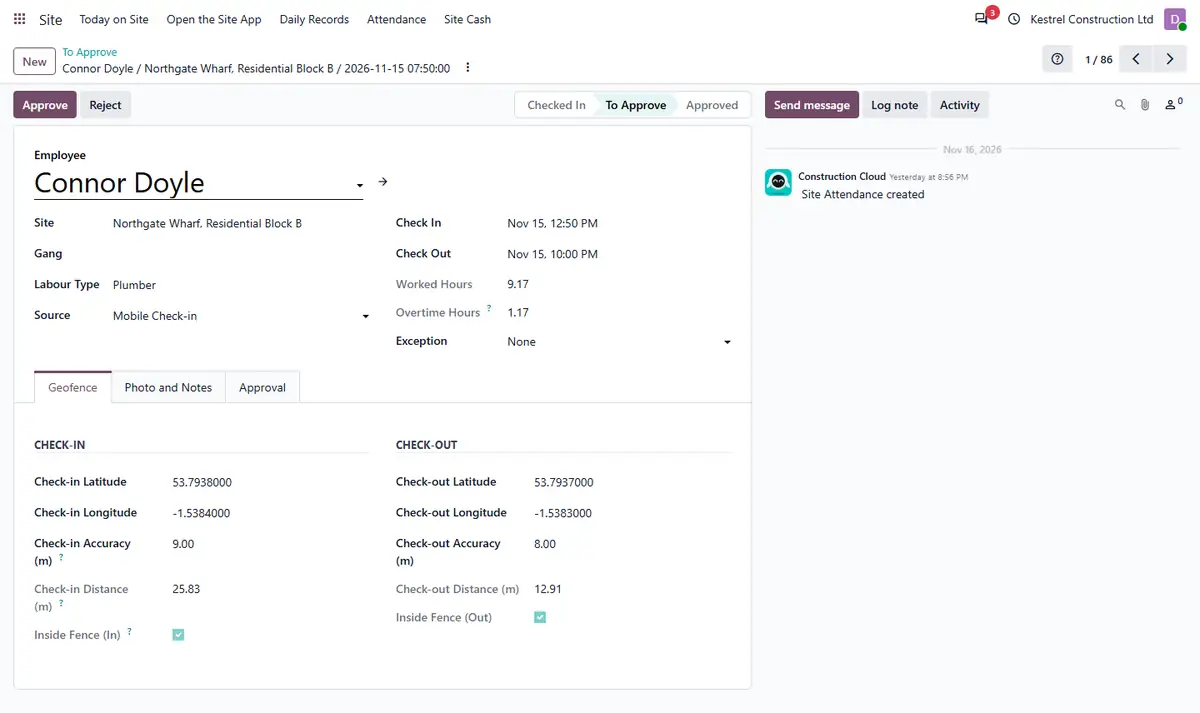 Site Today on Site Open the Site App Daily Records Attendance Site Cash 3 Kestrel Construction Ltd D
New To Approve
Connor Doyle / Northgate Wharf, Residential Block B / 2026-11-15 07:50:00 1 / 86
Approve Reject Checked In To Approve Approved Send message Log note Activity 0
Nov 16, 2026
Construction Cloud Yesterday at 8:56 PM
Site Attendance created
Employee
Connor Doyle
Site Northgate Wharf, Residential Block B Check In Nov 15, 12:50 PM
Gang Check Out Nov 15, 10:00 PM
Labour Type Plumber Worked Hours 9.17
Source Mobile Check-in Overtime Hours ? 1.17
Exception None
Geofence Photo and Notes Approval
CHECK-IN CHECK-OUT
Check-in Latitude 53.7938000 Check-out Latitude 53.7937000
Check-in Longitude -1.5384000 Check-out Longitude -1.5383000
Check-in Accuracy (m) ? 9.00 Check-out Accuracy (m) 8.00
Check-in Distance (m) ? 25.83 Check-out Distance (m) 12.91
Inside Fence (In) ? Inside Fence (Out)